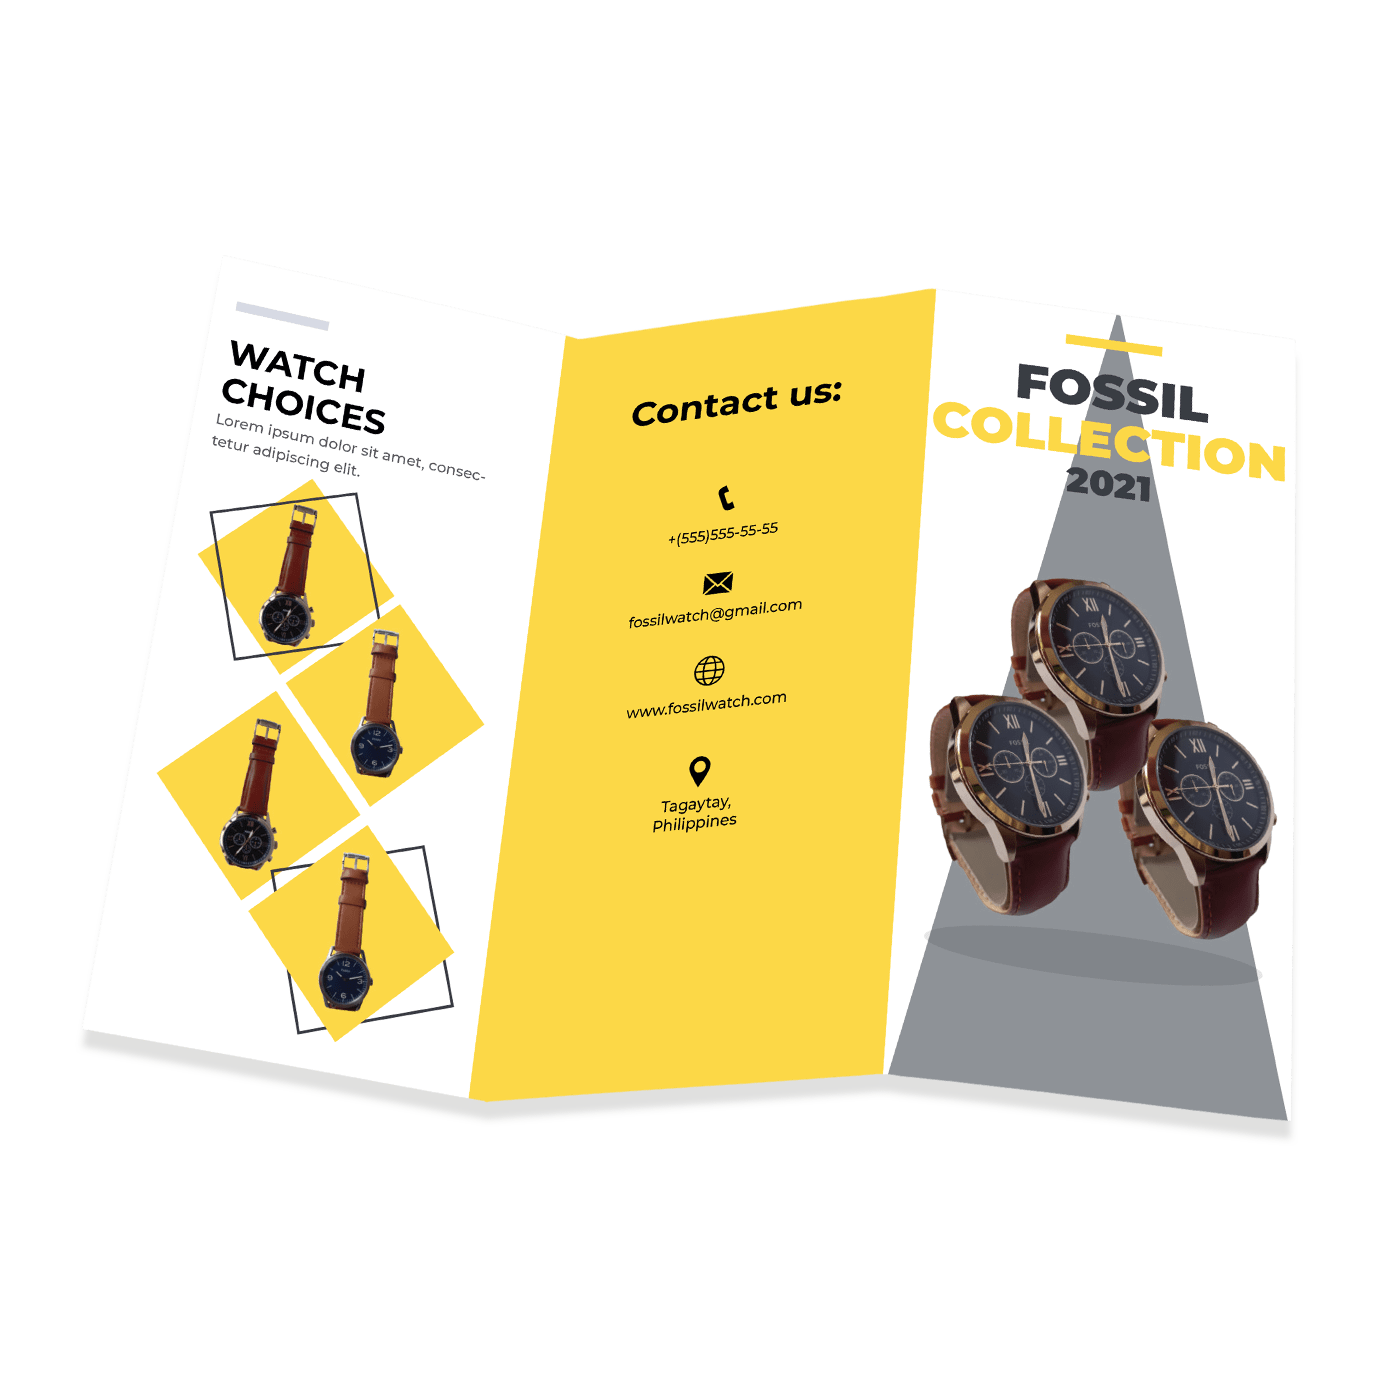 WATCH
CHOICES
Lorem ipsum dolor sit amet, consec-
tetur adipiscing elit.
Contact us:
+(555)555-55-55
fossilwatch@gmail.com
www.fossilwatch.com
Tagaytay,
Philippines
FOSSIL
COLLECTION
2021